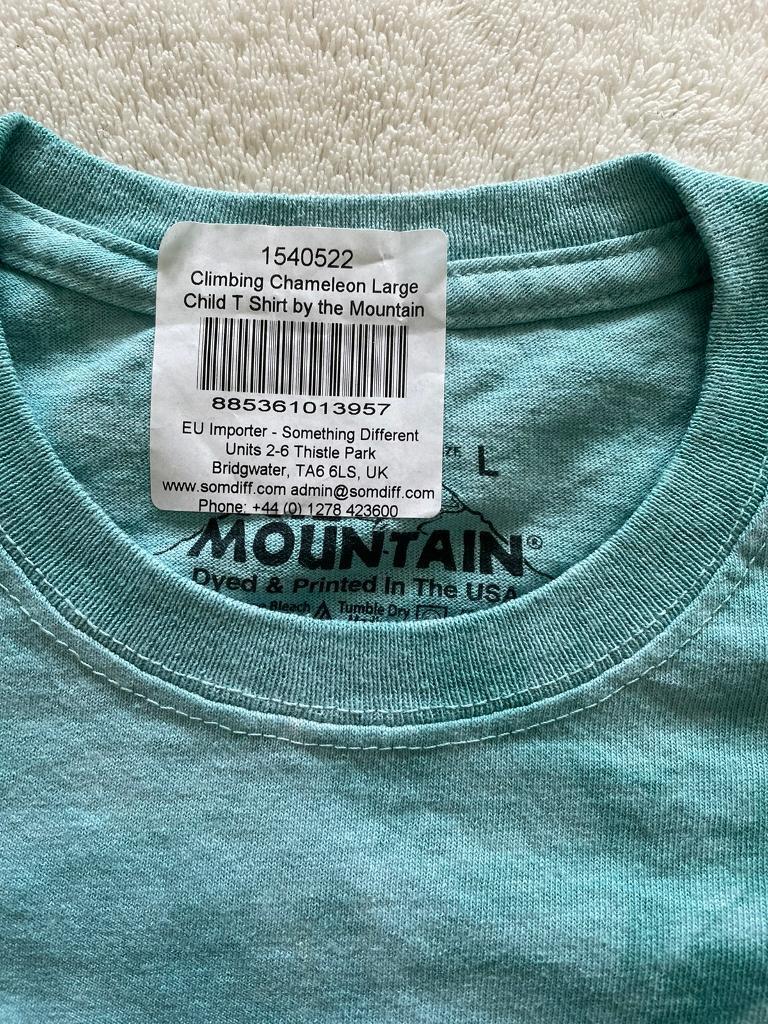 1540522
Climbing Chameleon Large
Child T Shirt by the Mountain
885361013957
EU Importer - Something Different
Units 2-6 Thistle Park
Bridgwater, TA6 6LS, UK
www.somdiff.com admin@somdiff.com
Phone: +44 (0) 1278 423600
L
MOUNTAIN®
Dyed & Printed In The USA
Bleach Tumble Dry